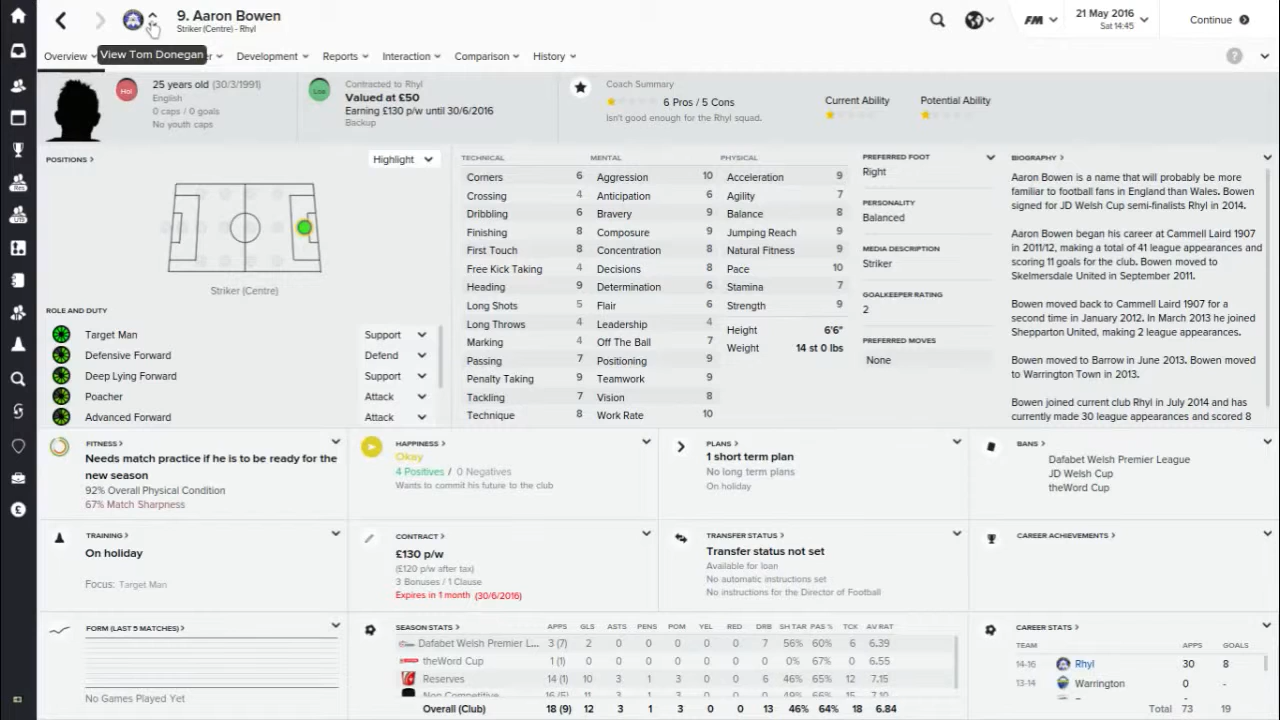 9. Aaron Bowen
Striker (Centre) - Rhyl
FM
21 May 2016
Sat 14:45
Continue
View Tom Donegan
Overview
Development
Reports
Interaction
Comparison
History
Hol
25 years old (30/3/1991)
English
0 caps / 0 goals
No youth caps
Loa
Contracted to Rhyl
Valued at £50
Earning £130 p/w until 30/6/2016
Backup
Coach Summary
6 Pros / 5 Cons
Isn't good enough for the Rhyl squad.
Current Ability
Potential Ability
POSITIONS >
Highlight
Striker (Centre)
ROLE AND DUTY
Target Man Support
Defensive Forward Defend
Deep Lying Forward Support
Poacher Attack
Advanced Forward Attack
TECHNICAL
Corners 6
Crossing 4
Dribbling 6
Finishing 8
First Touch 8
Free Kick Taking 4
Heading 9
Long Shots 5
Long Throws 4
Marking 4
Passing 7
Penalty Taking 9
Tackling 7
Technique 8
MENTAL
Aggression 10
Anticipation 6
Bravery 9
Composure 9
Concentration 8
Decisions 8
Determination 6
Flair 6
Leadership 4
Off The Ball 7
Positioning 9
Teamwork 9
Vision 8
Work Rate 10
PHYSICAL
Acceleration 9
Agility 7
Balance 8
Jumping Reach 9
Natural Fitness 9
Pace 10
Stamina 7
Strength 9
Height 6'6"
Weight 14 st 0 lbs
PREFERRED FOOT
Right
PERSONALITY
Balanced
MEDIA DESCRIPTION
Striker
GOALKEEPER RATING
2
PREFERRED MOVES
None
BIOGRAPHY >
Aaron Bowen is a name that will probably be more
familiar to football fans in England than Wales. Bowen
signed for JD Welsh Cup semi-finalists Rhyl in 2014.
Aaron Bowen began his career at Cammell Laird 1907
in 2011/12, making a total of 41 league appearances and
scoring 11 goals for the club. Bowen moved to
Skelmersdale United in September 2011.
Bowen moved back to Cammell Laird 1907 for a
second time in January 2012. In March 2013 he joined
Shepparton United, making 2 league appearances.
Bowen moved to Barrow in June 2013. Bowen moved
to Warrington Town in 2013.
Bowen joined current club Rhyl in July 2014 and has
currently made 30 league appearances and scored 8
FITNESS >
Needs match practice if he is to be ready for the
new season
92% Overall Physical Condition
67% Match Sharpness
HAPPINESS >
Okay
4 Positives / 0 Negatives
Wants to commit his future to the club
PLANS >
1 short term plan
No long term plans
On holiday
BANS >
Dafabet Welsh Premier League
JD Welsh Cup
theWord Cup
TRAINING >
On holiday
Focus: Target Man
CONTRACT >
£130 p/w
(£120 p/w after tax)
3 Bonuses / 1 Clause
Expires in 1 month (30/6/2016)
TRANSFER STATUS >
Transfer status not set
Available for loan
No automatic instructions set
No instructions for the Director of Football
CAREER ACHIEVEMENTS >
FORM (LAST 5 MATCHES) >
No Games Played Yet
SEASON STATS > APPS GLS ASTS PENS POM YEL RED DRB SH TAR PAS % TCK AV RAT
Dafabet Welsh Premier L... 3 (7) 2 0 0 0 0 0 7 56% 60% 6 6.39
theWord Cup 1 (1) 0 0 0 0 0 0 0 0% 67% 0 6.55
Reserves 14 (1) 10 3 1 3 0 0 6 46% 65% 12 7.15
Overall (Club) 18 (9) 12 3 1 3 0 0 13 46% 64% 18 6.84
CAREER STATS >
TEAM APPS GOALS
14-16 Rhyl 30 8
13-14 Warrington 0 -
Total 73 19